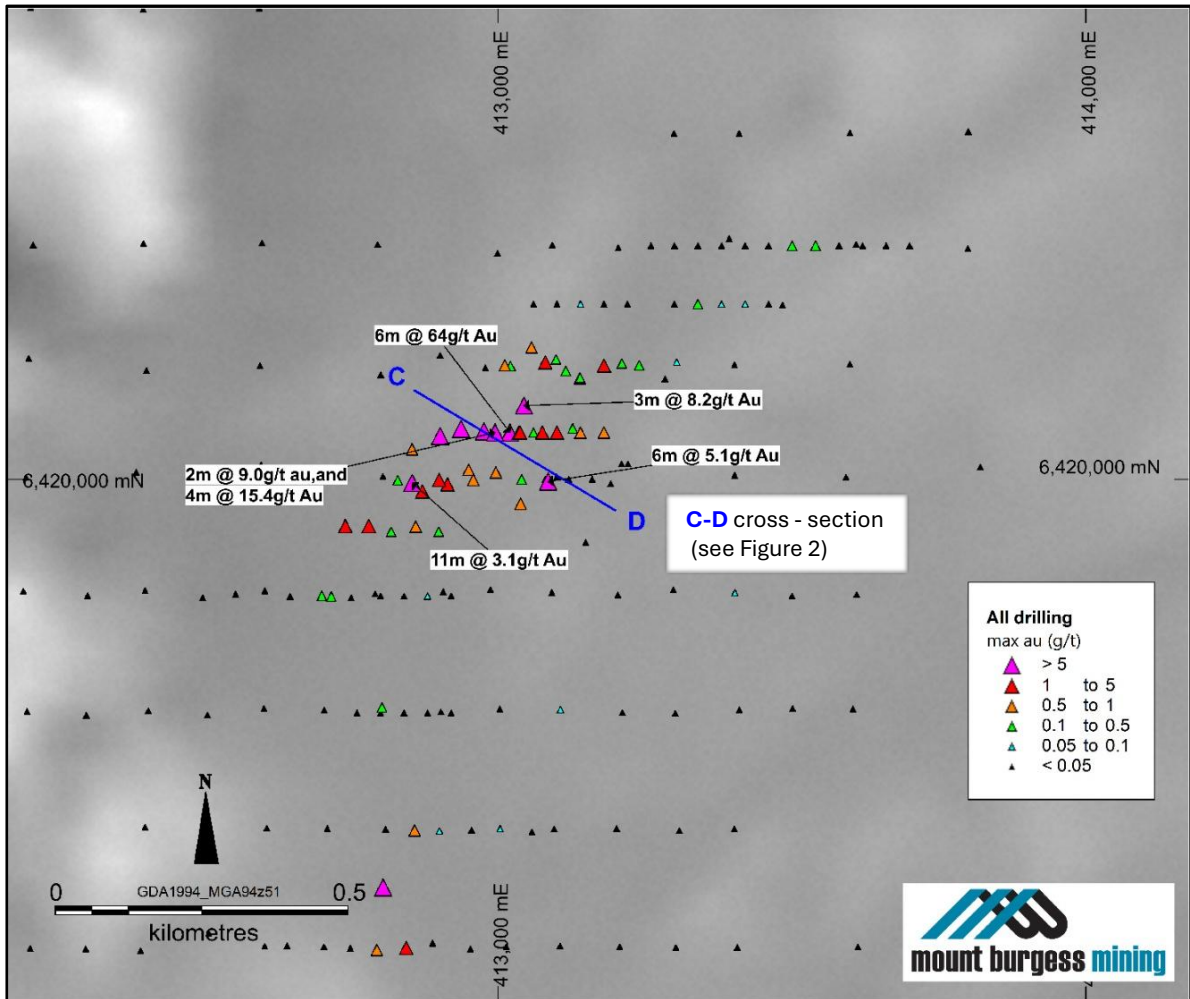 413,000 mE
414,000 mE
6m @ 64g/t Au
C
3m @ 8.2g/t Au
6m @ 5.1g/t Au
2m @ 9.0g/t au,and
4m @ 15.4g/t Au
6,420,000 mN
6,420,000 mN
D
C-D cross - section
(see Figure 2)
11m @ 3.1g/t Au
All drilling
max au (g/t)
> 5
1 to 5
0.5 to 1
0.1 to 0.5
0.05 to 0.1
< 0.05
N
0 GDA1994_MGA94z51 0.5
kilometres
413,000 mE
mount burgess mining